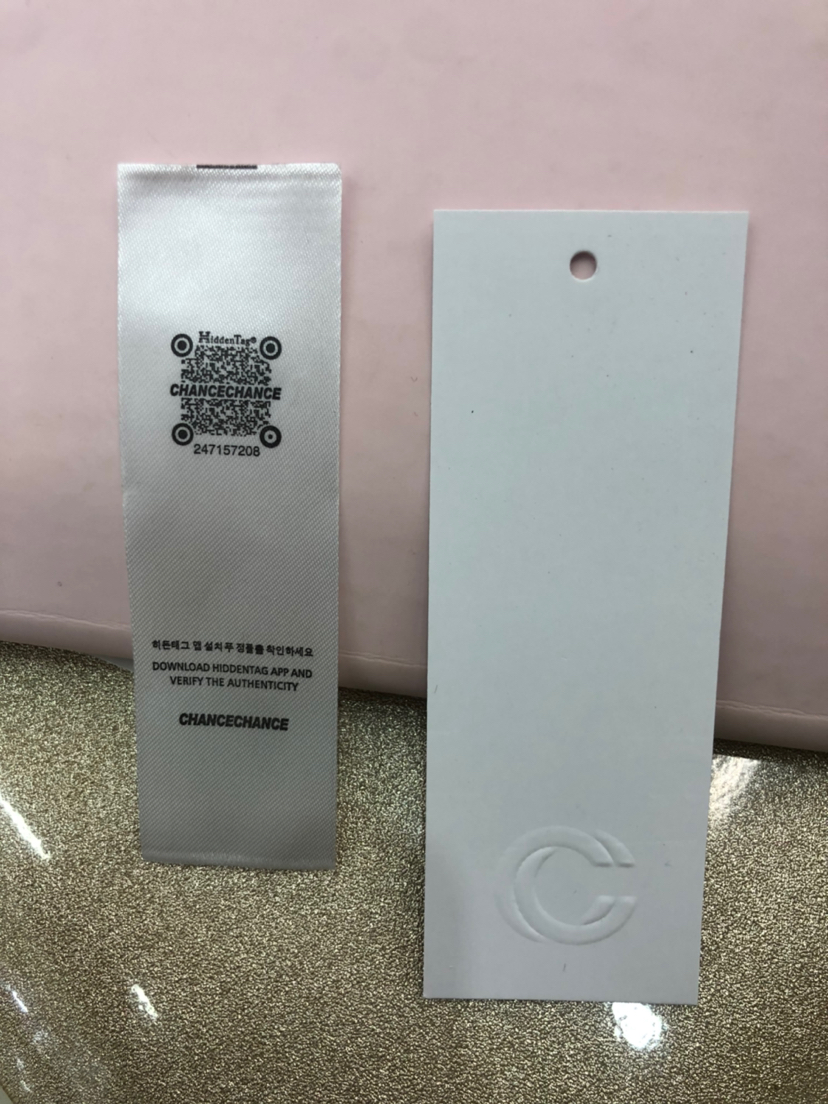 HiddenTag®
CHANCECHANCE
247157208
히든태그 앱 설치 후 정품을 확인하세요
DOWNLOAD HIDDENTAG APP AND
VERIFY THE AUTHENTICITY
CHANCECHANCE